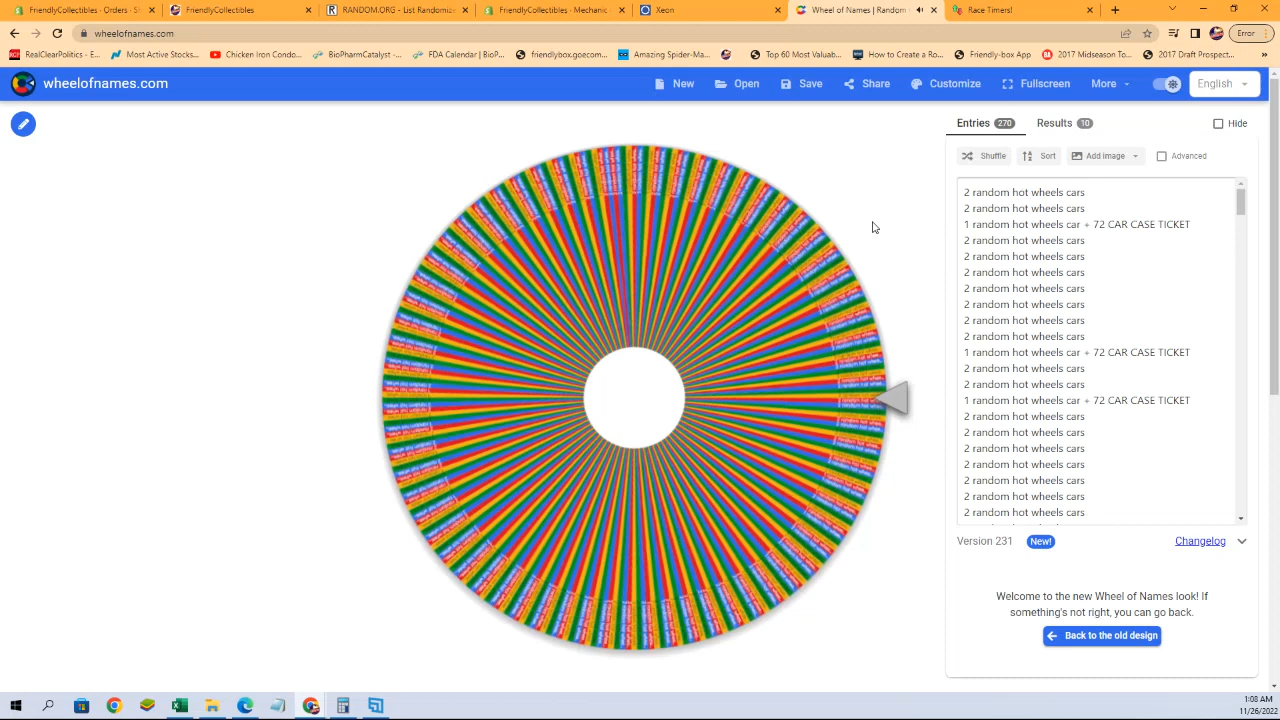 FriendlyCollectibles - Orders - Sh
FriendlyCollectibles
RANDOM.ORG - List Randomize
FriendlyCollectibles - Mechanic
Xeon
Wheel of Names | Random
Race Timers!
wheelofnames.com
Error
RealClearPolitics - E...
Most Active Stocks...
Chicken Iron Condo...
BioPharmCatalyst -...
FDA Calendar | BioP...
friendlybox.goecom...
Amazing Spider-Ma...
Top 60 Most Valuab...
How to Create a Ro...
Friendly-box App
2017 Midseason To...
2017 Draft Prospect...
wheelofnames.com
New
Open
Save
Share
Customize
Fullscreen
More
English
Entries 270
Results 10
Hide
Shuffle
Sort
Add image
Advanced
2 random hot wheels cars
2 random hot wheels cars
1 random hot wheels car + 72 CAR CASE TICKET
2 random hot wheels cars
2 random hot wheels cars
2 random hot wheels cars
2 random hot wheels cars
2 random hot wheels cars
2 random hot wheels cars
2 random hot wheels cars
1 random hot wheels car + 72 CAR CASE TICKET
2 random hot wheels cars
2 random hot wheels cars
1 random hot wheels car + 72 CAR CASE TICKET
2 random hot wheels cars
2 random hot wheels cars
2 random hot wheels cars
2 random hot wheels cars
2 random hot wheels cars
2 random hot wheels cars
2 random hot wheels cars
Version 231
New!
Changelog
Welcome to the new Wheel of Names look! If
something's not right, you can go back.
Back to the old design
1:08 AM
11/26/2022